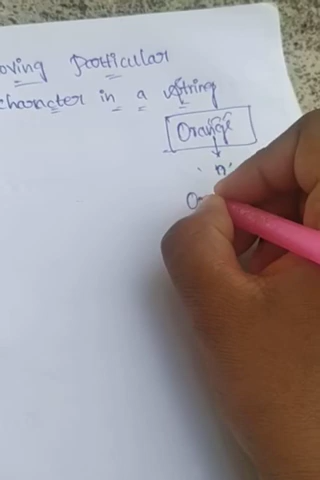 oving Particular
character in a string
Orange
'n'
O